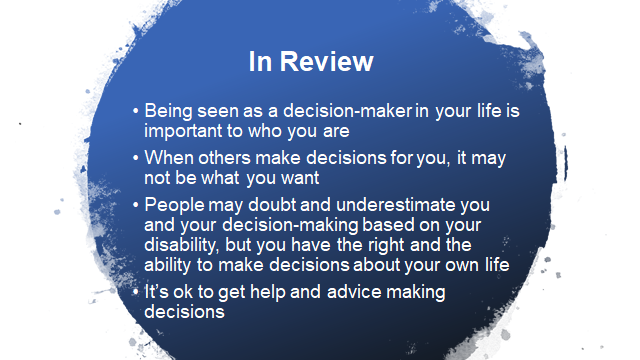 In Review
• Being seen as a decision-maker in your life is
important to who you are
• When others make decisions for you, it may
not be what you want
• People may doubt and underestimate you
and your decision-making based on your
disability, but you have the right and the
ability to make decisions about your own life
• It’s ok to get help and advice making
decisions